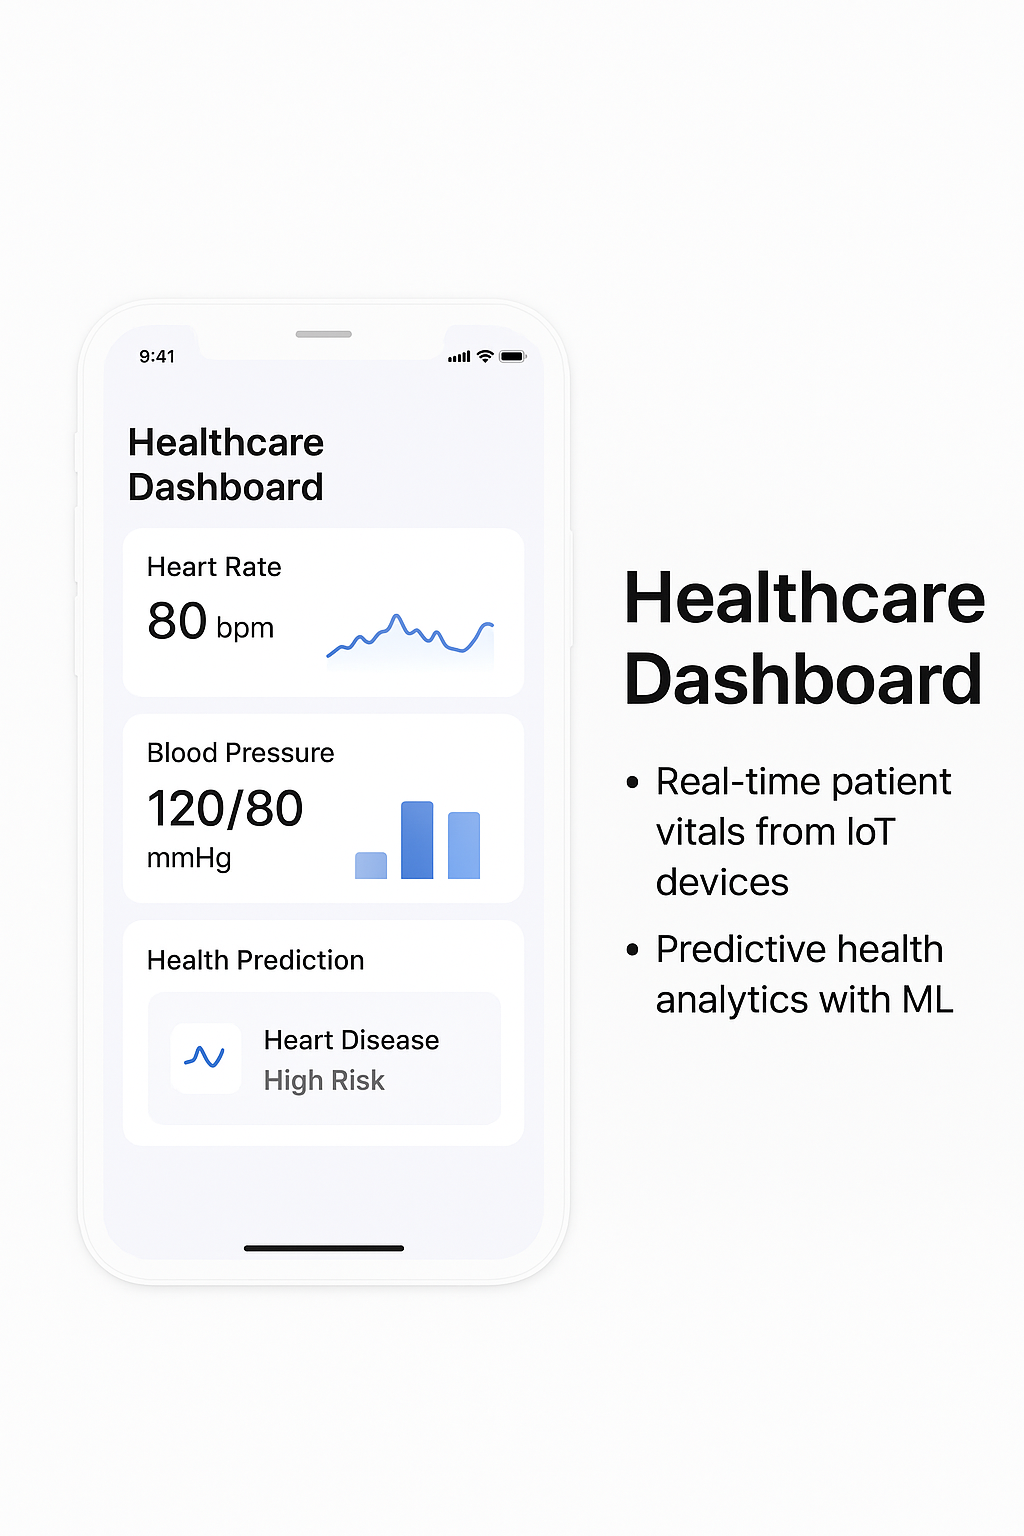 9:41
Healthcare
Dashboard
Heart Rate
80 bpm
Blood Pressure
120/80
mmHg
Health Prediction
Heart Disease
High Risk
Healthcare
Dashboard
• Real-time patient
vitals from IoT
devices
• Predictive health
analytics with ML